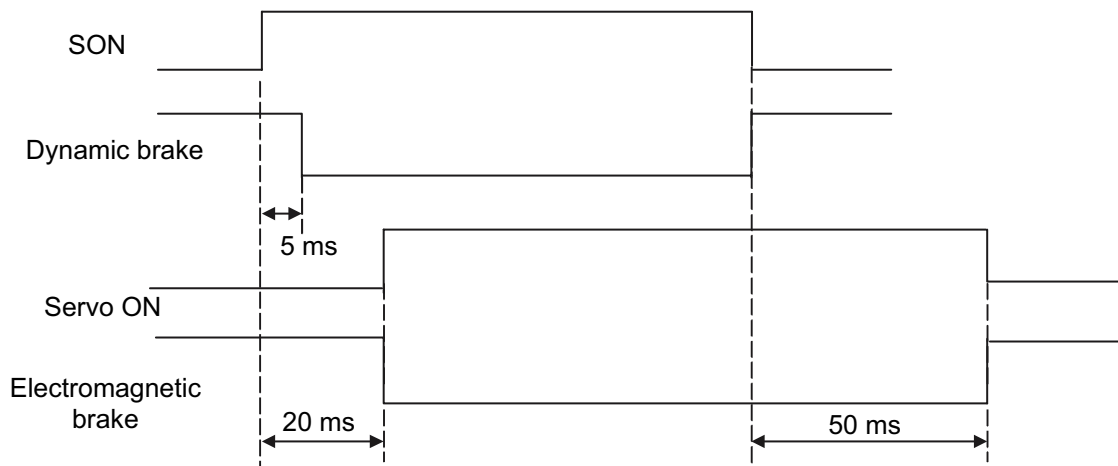 SON
Dynamic brake
5 ms
Servo ON
Electromagnetic
brake
20 ms
50 ms